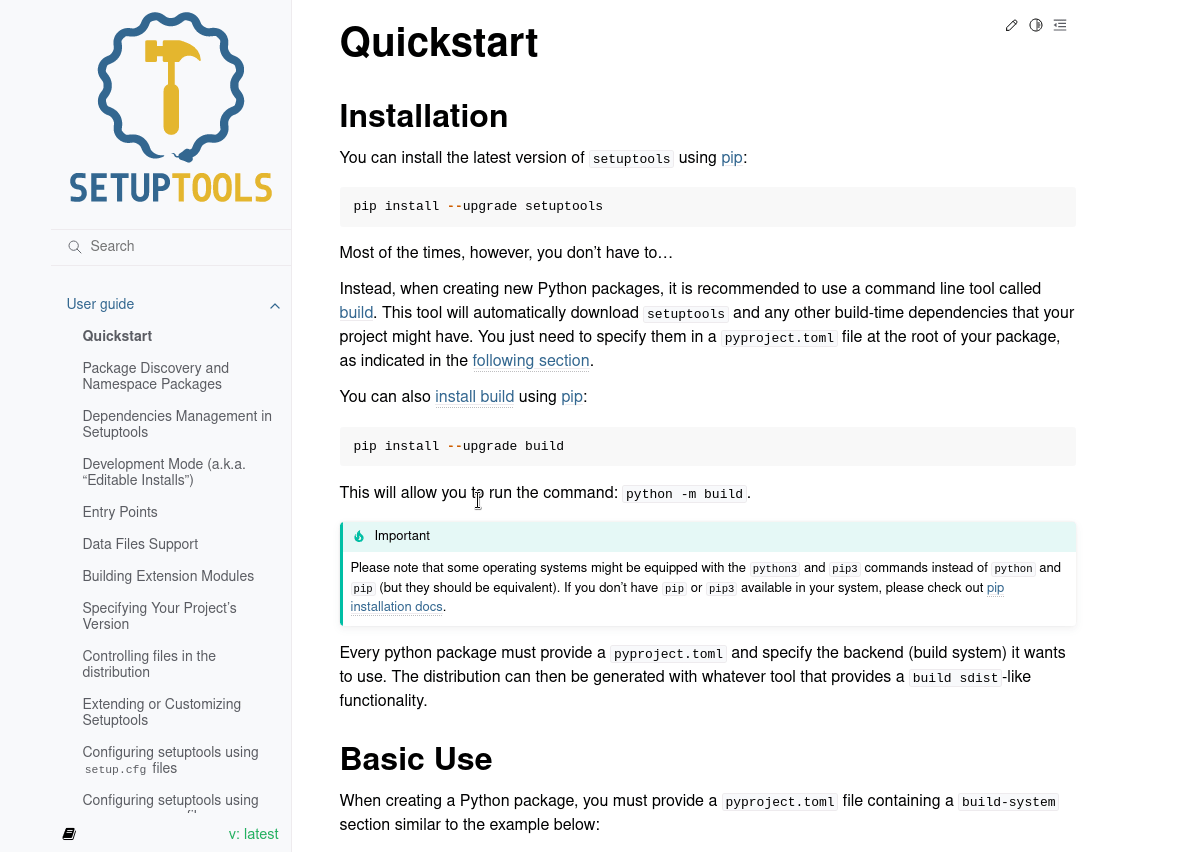 SETUPTOOLS
Search
User guide
Quickstart
Package Discovery and
Namespace Packages
Dependencies Management in
Setuptools
Development Mode (a.k.a.
“Editable Installs”)
Entry Points
Data Files Support
Building Extension Modules
Specifying Your Project’s
Version
Controlling files in the
distribution
Extending or Customizing
Setuptools
Configuring setuptools using
setup.cfg files
Configuring setuptools using
v: latest
Quickstart
Installation
You can install the latest version of setuptools using pip:
pip install --upgrade setuptools
Most of the times, however, you don’t have to…
Instead, when creating new Python packages, it is recommended to use a command line tool called
build. This tool will automatically download setuptools and any other build-time dependencies that your
project might have. You just need to specify them in a pyproject.toml file at the root of your package,
as indicated in the following section.
You can also install build using pip:
pip install --upgrade build
This will allow you to run the command: python -m build.
Important
Please note that some operating systems might be equipped with the python3 and pip3 commands instead of python and
pip (but they should be equivalent). If you don’t have pip or pip3 available in your system, please check out pip
installation docs.
Every python package must provide a pyproject.toml and specify the backend (build system) it wants
to use. The distribution can then be generated with whatever tool that provides a build sdist-like
functionality.
Basic Use
When creating a Python package, you must provide a pyproject.toml file containing a build-system
section similar to the example below: